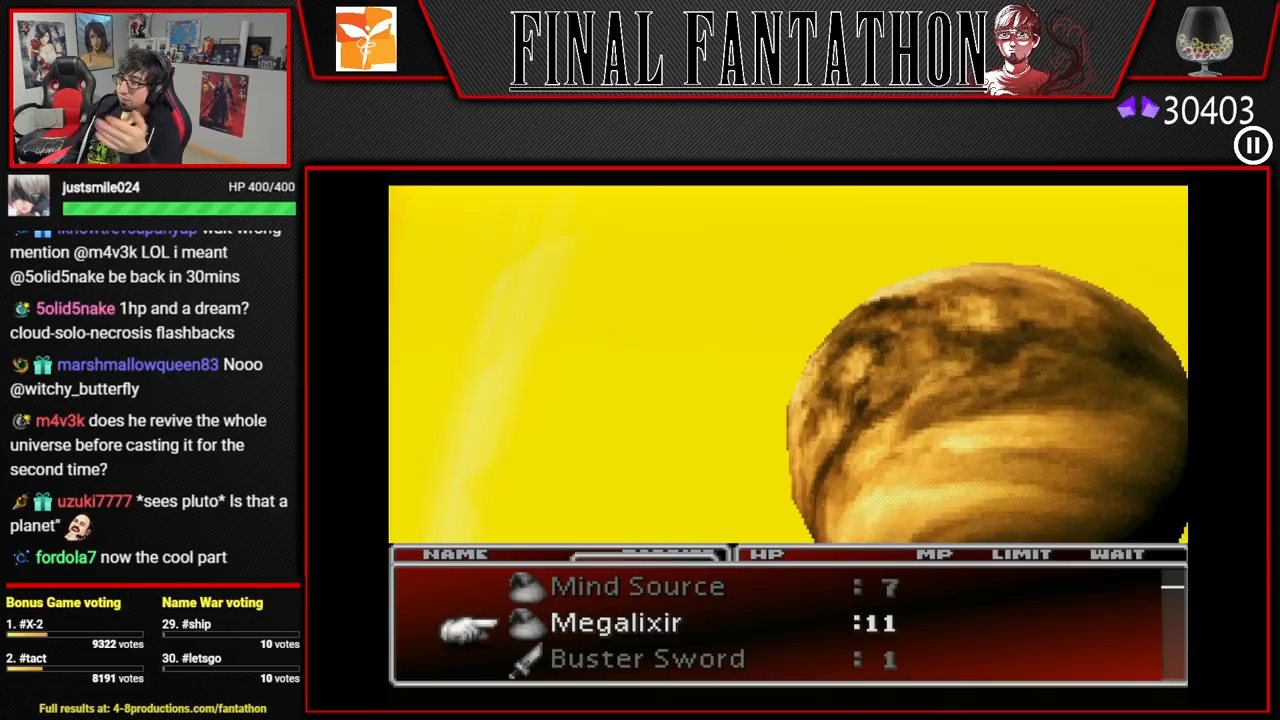 FINAL FANTATHON
30403
justsmile024 HP 400/400
mention @m4v3k LOL i meant
@5olid5nake be back in 30mins
5olid5nake 1hp and a dream?
cloud-solo-necrosis flashbacks
marshmallowqueen83 Nooo
@witchy_butterfly
m4v3k does he revive the whole
universe before casting it for the
second time?
uzuki7777 *sees pluto* Is that a
planet"
fordola7 now the cool part
Bonus Game voting
1. #X-2
9322 votes
2. #tact
8191 votes
Name War voting
29. #ship
10 votes
30. #letsgo
10 votes
Full results at: 4-8productions.com/fantathon
NAME HP MP LIMIT WAIT
Mind Source : 7
Megalixir :11
Buster Sword : 1